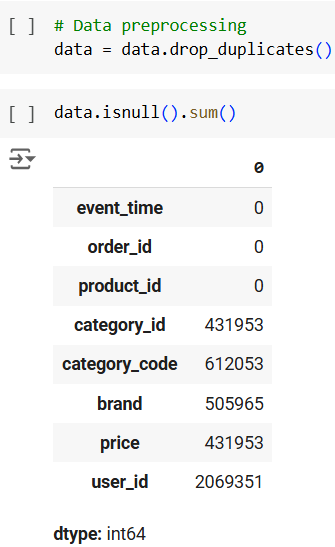 [ ] # Data preprocessing
data = data.drop_duplicates()
[ ] data.isnull().sum()
0
event_time 0
order_id 0
product_id 0
category_id 431953
category_code 612053
brand 505965
price 431953
user_id 2069351
dtype: int64